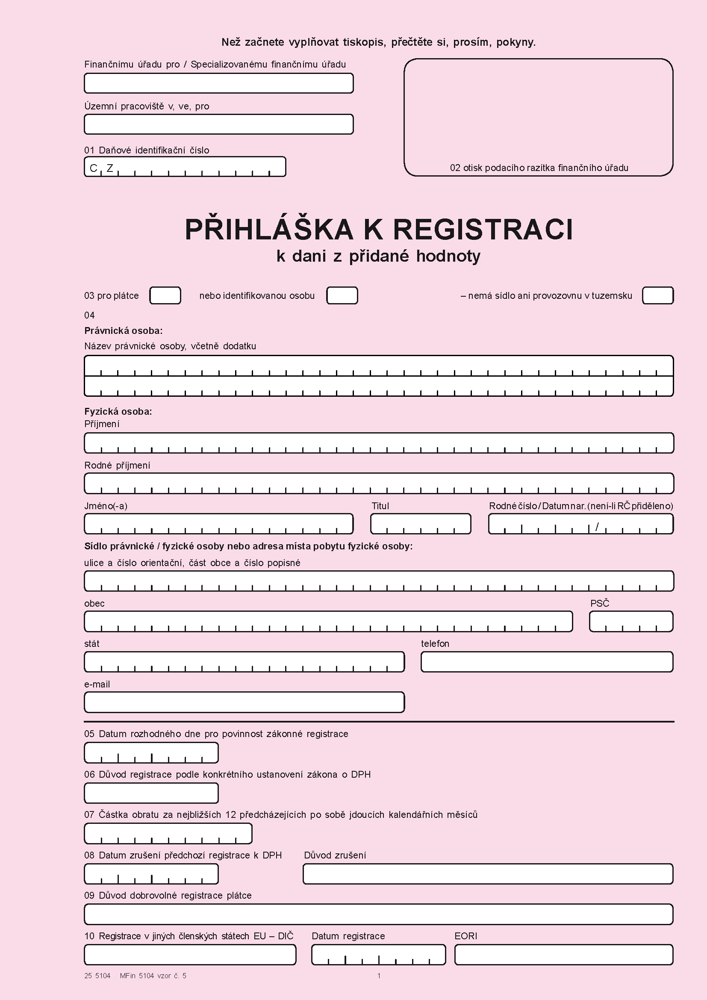 Než začnete vyplňovat tiskopis, přečtěte si, prosím, pokyny.
Finančnímu úřadu pro / Specializovanému finančnímu úřadu
Územní pracoviště v, ve, pro
01 Daňové identifikační číslo
C Z
02 otisk podacího razítka finančního úřadu
PŘIHLÁŠKA K REGISTRACI
k dani z přidané hodnoty
03 pro plátce nebo identifikovanou osobu – nemá sídlo ani provozovnu v tuzemsku
04
Právnická osoba:
Název právnické osoby, včetně dodatku
Fyzická osoba:
Příjmení
Rodné příjmení
Jméno(-a) Titul Rodné číslo / Datum nar. (není-li RČ přiděleno)
/
Sídlo právnické / fyzické osoby nebo adresa místa pobytu fyzické osoby:
ulice a číslo orientační, část obce a číslo popisné
obec PSČ
stát telefon
e-mail
05 Datum rozhodného dne pro povinnost zákonné registrace
06 Důvod registrace podle konkrétního ustanovení zákona o DPH
07 Částka obratu za nejbližších 12 předcházejících po sobě jdoucích kalendářních měsíců
08 Datum zrušení předchozí registrace k DPH Důvod zrušení
09 Důvod dobrovolné registrace plátce
10 Registrace v jiných členských státech EU – DIČ Datum registrace EORI
25 5104 MFin 5104 vzor č. 5 1